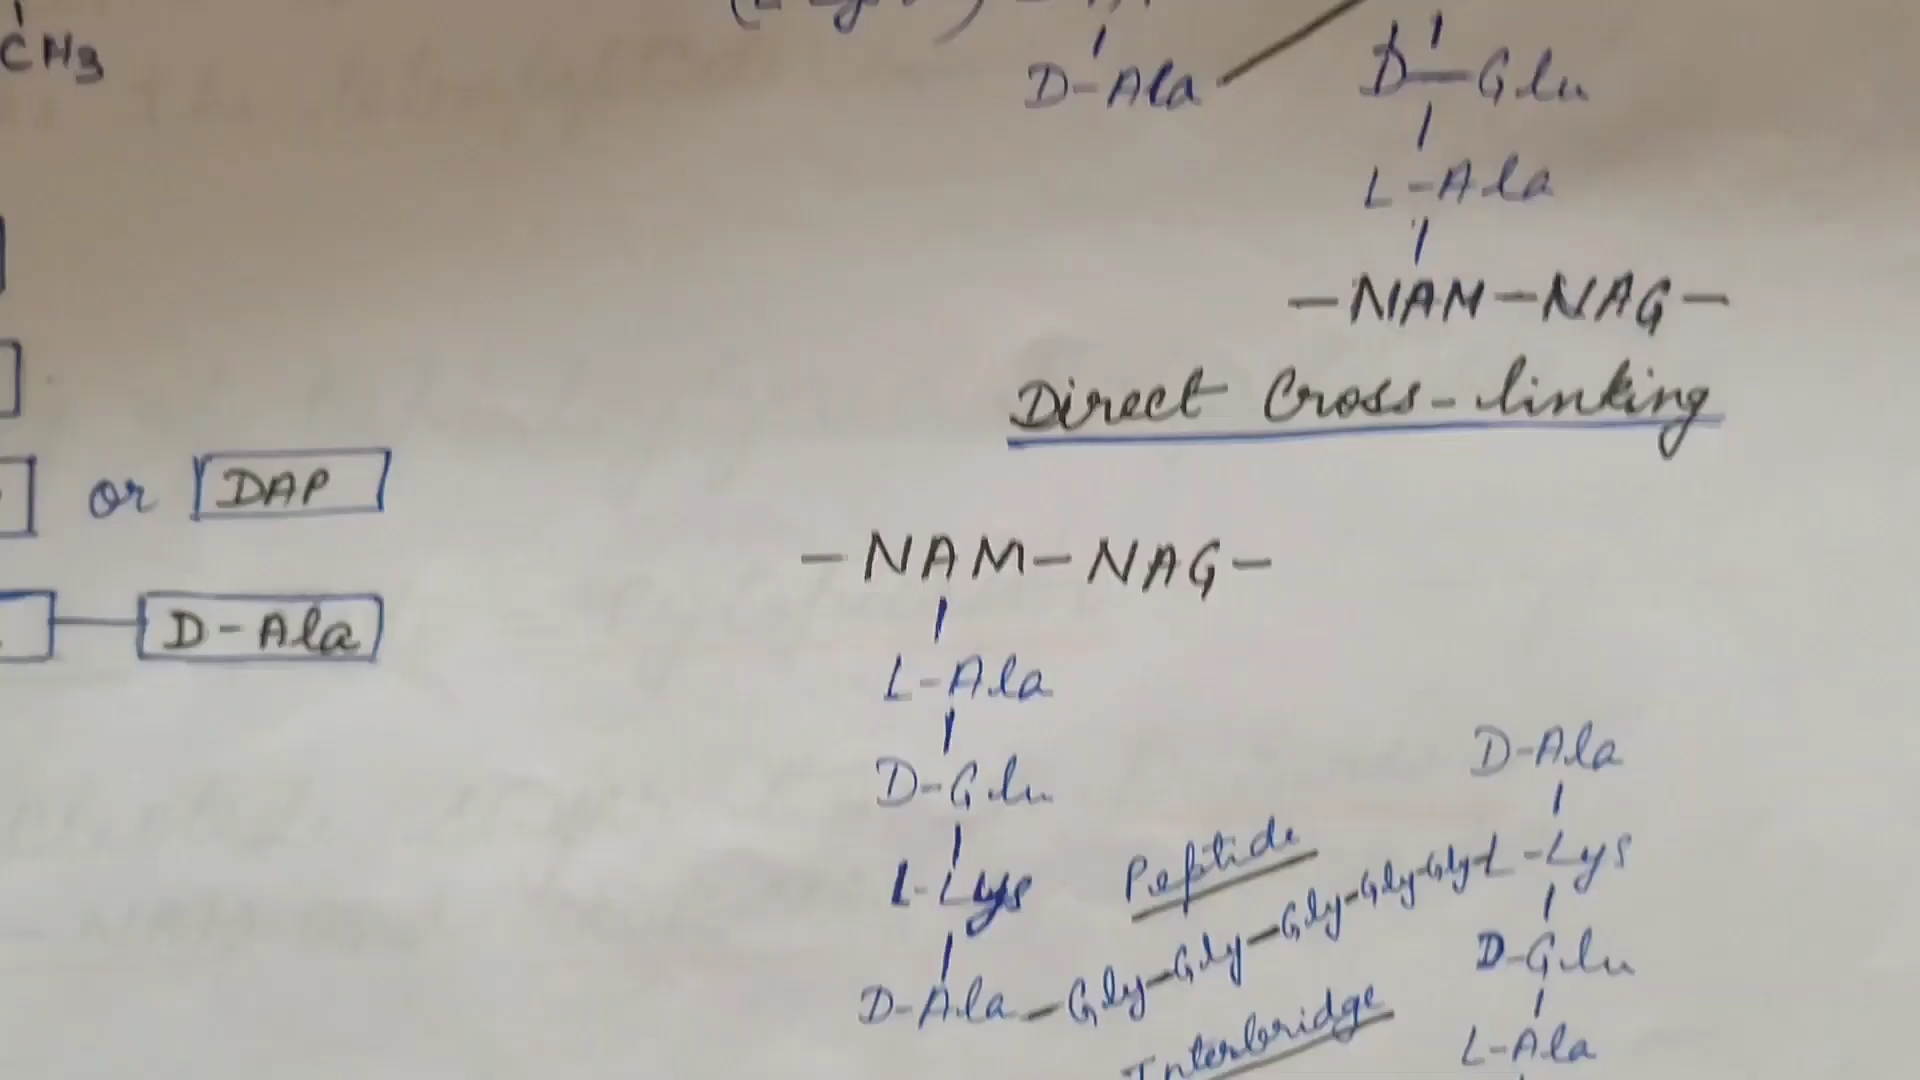 CH3
D-Ala
D-Glu
L-Ala
-NAM-NAG-
Direct Cross-linking
or DAP
D-Ala
-NAM-NAG-
L-Ala
D-Glu
L-Lys
D-Ala-Gly-Gly-Gly-Gly-Gly-L-Lys
Peptide
Interbridge
D-Ala
D-Glu
L-Ala